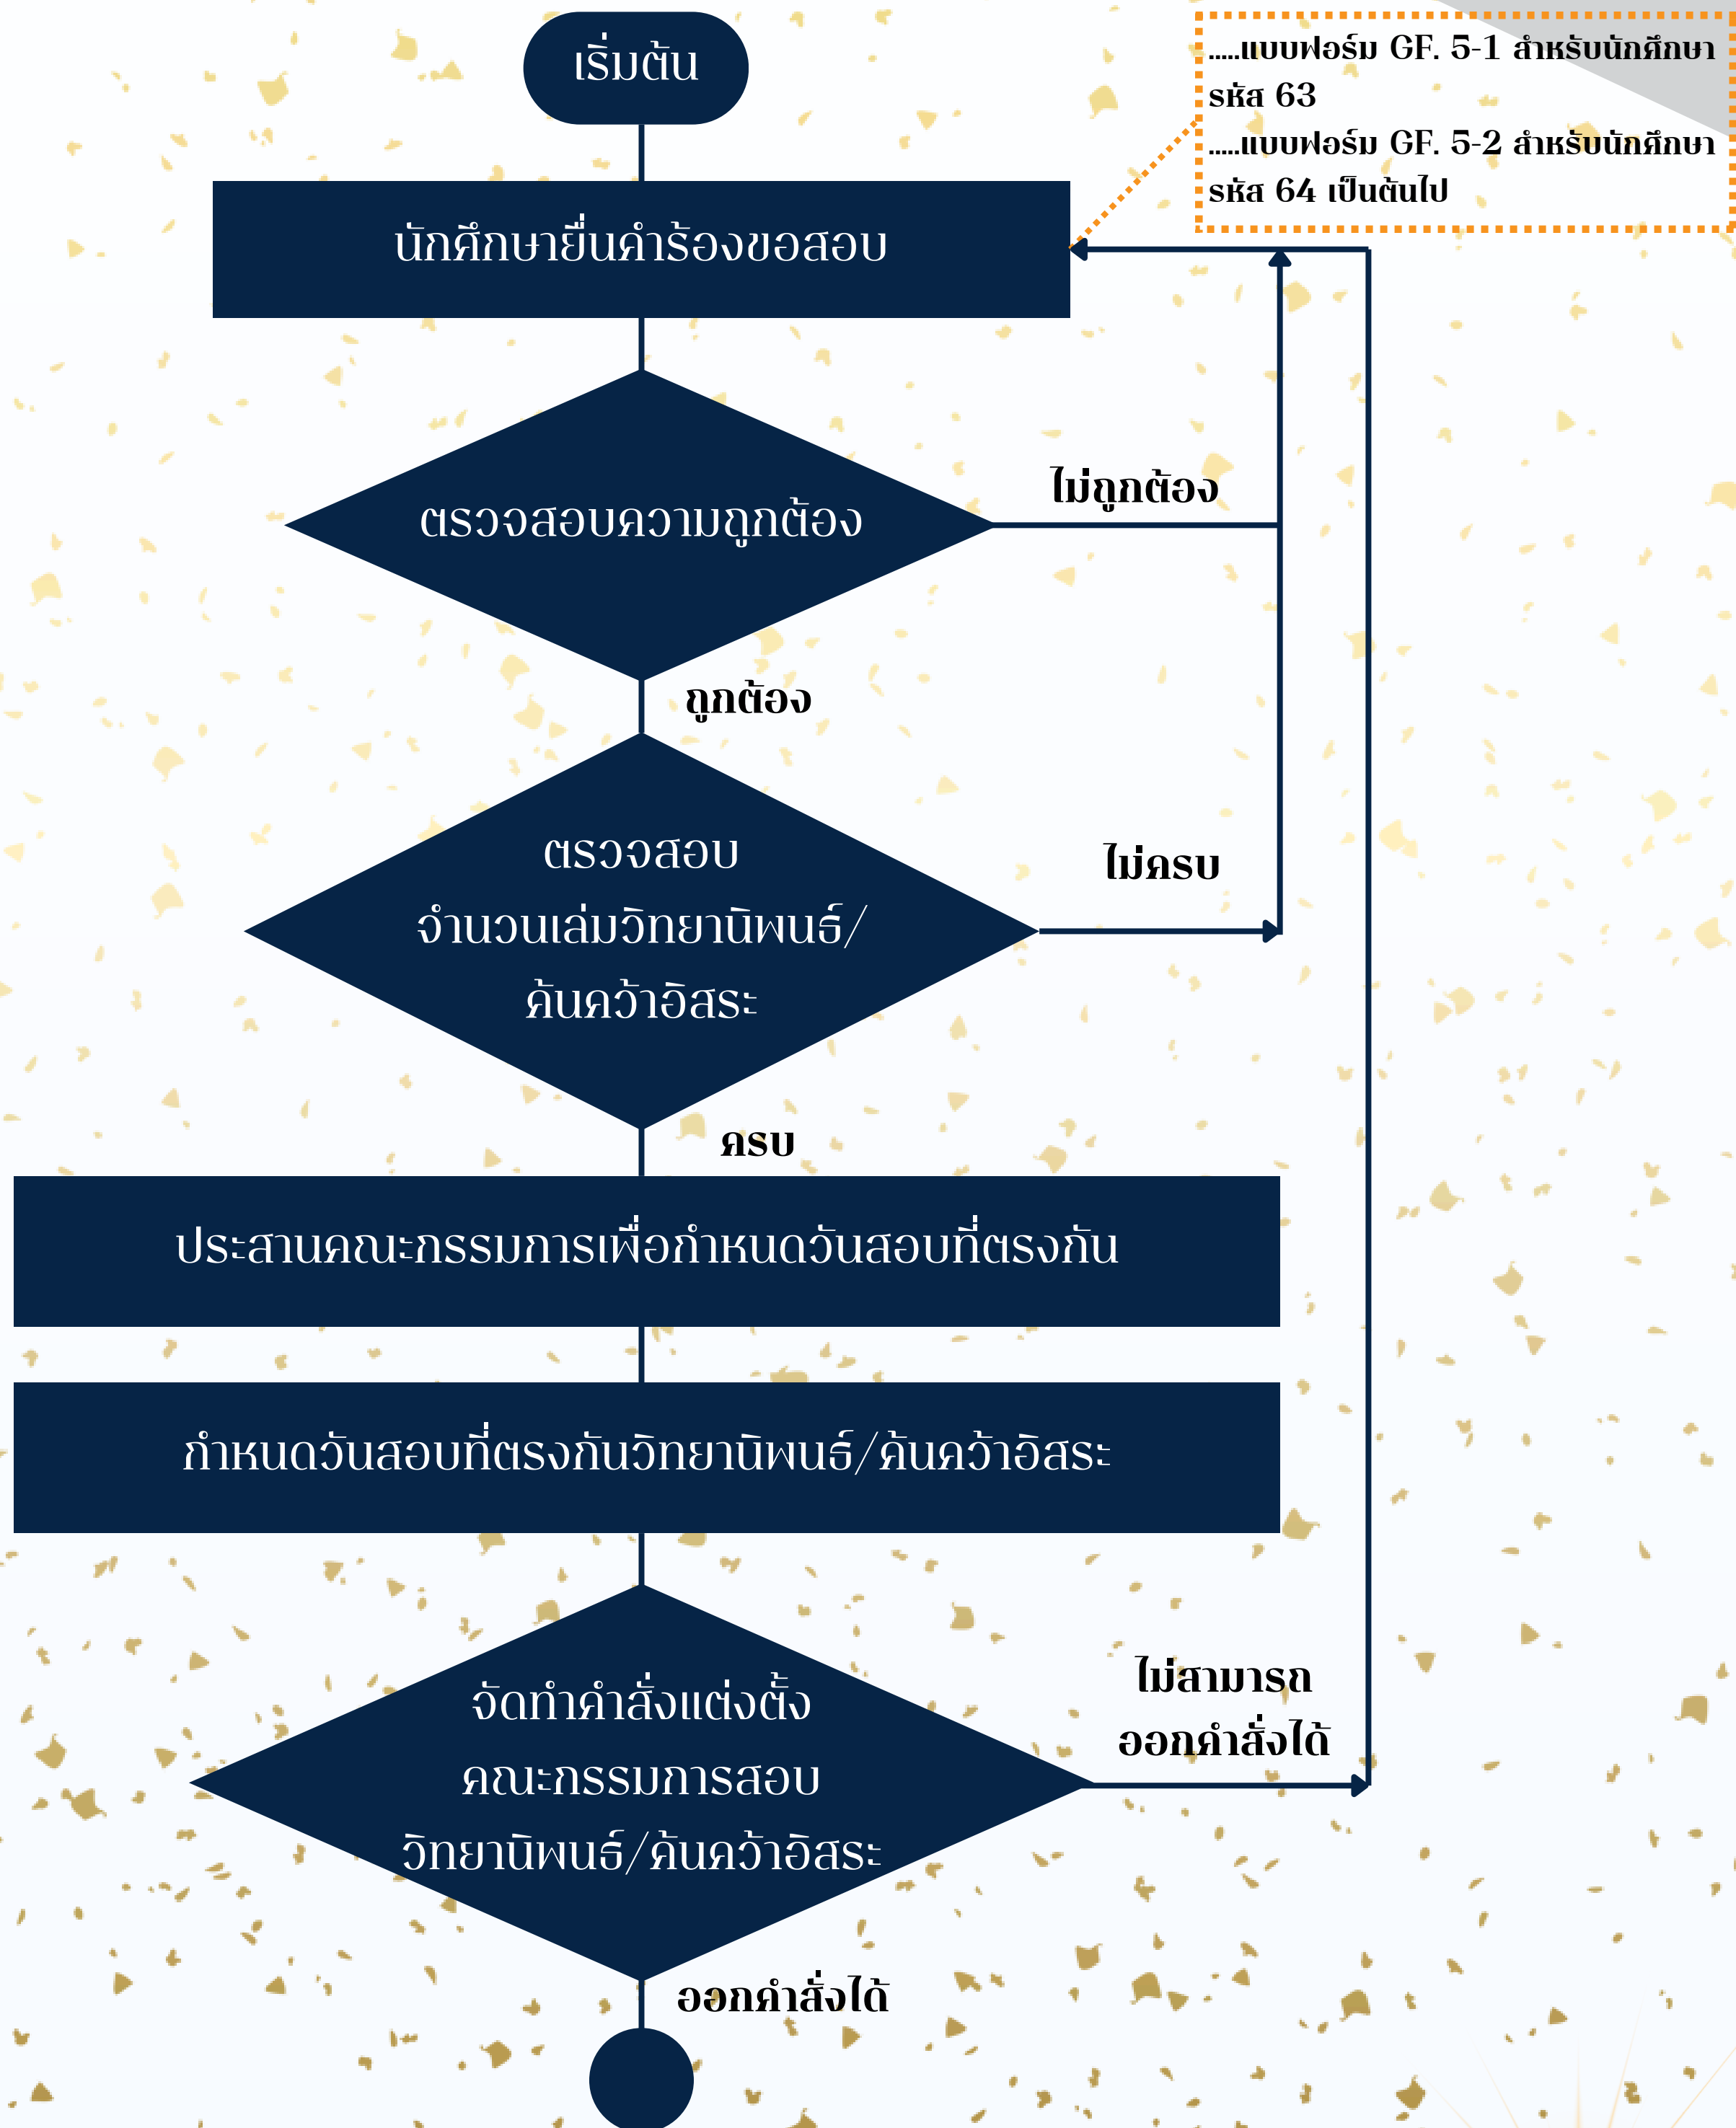 เริ่มต้น
.....แบบฟอร์ม GF. 5-1 สำหรับนักศึกษา
รหัส 63
.....แบบฟอร์ม GF. 5-2 สำหรับนักศึกษา
รหัส 64 เป็นต้นไป
นักศึกษายื่นคำร้องขอสอบ
ตรวจสอบความถูกต้อง
ไม่ถูกต้อง
ถูกต้อง
ตรวจสอบ
จำนวนเล่มวิทยานิพนธ์/
ค้นคว้าอิสระ
ไม่ครบ
ครบ
ประสานคณะกรรมการเพื่อกำหนดวันสอบที่ตรงกัน
กำหนดวันสอบที่ตรงกันวิทยานิพนธ์/ค้นคว้าอิสระ
จัดทำคำสั่งแต่งตั้ง
คณะกรรมการสอบ
วิทยานิพนธ์/ค้นคว้าอิสระ
ไม่สามารถ
ออกคำสั่งได้
ออกคำสั่งได้